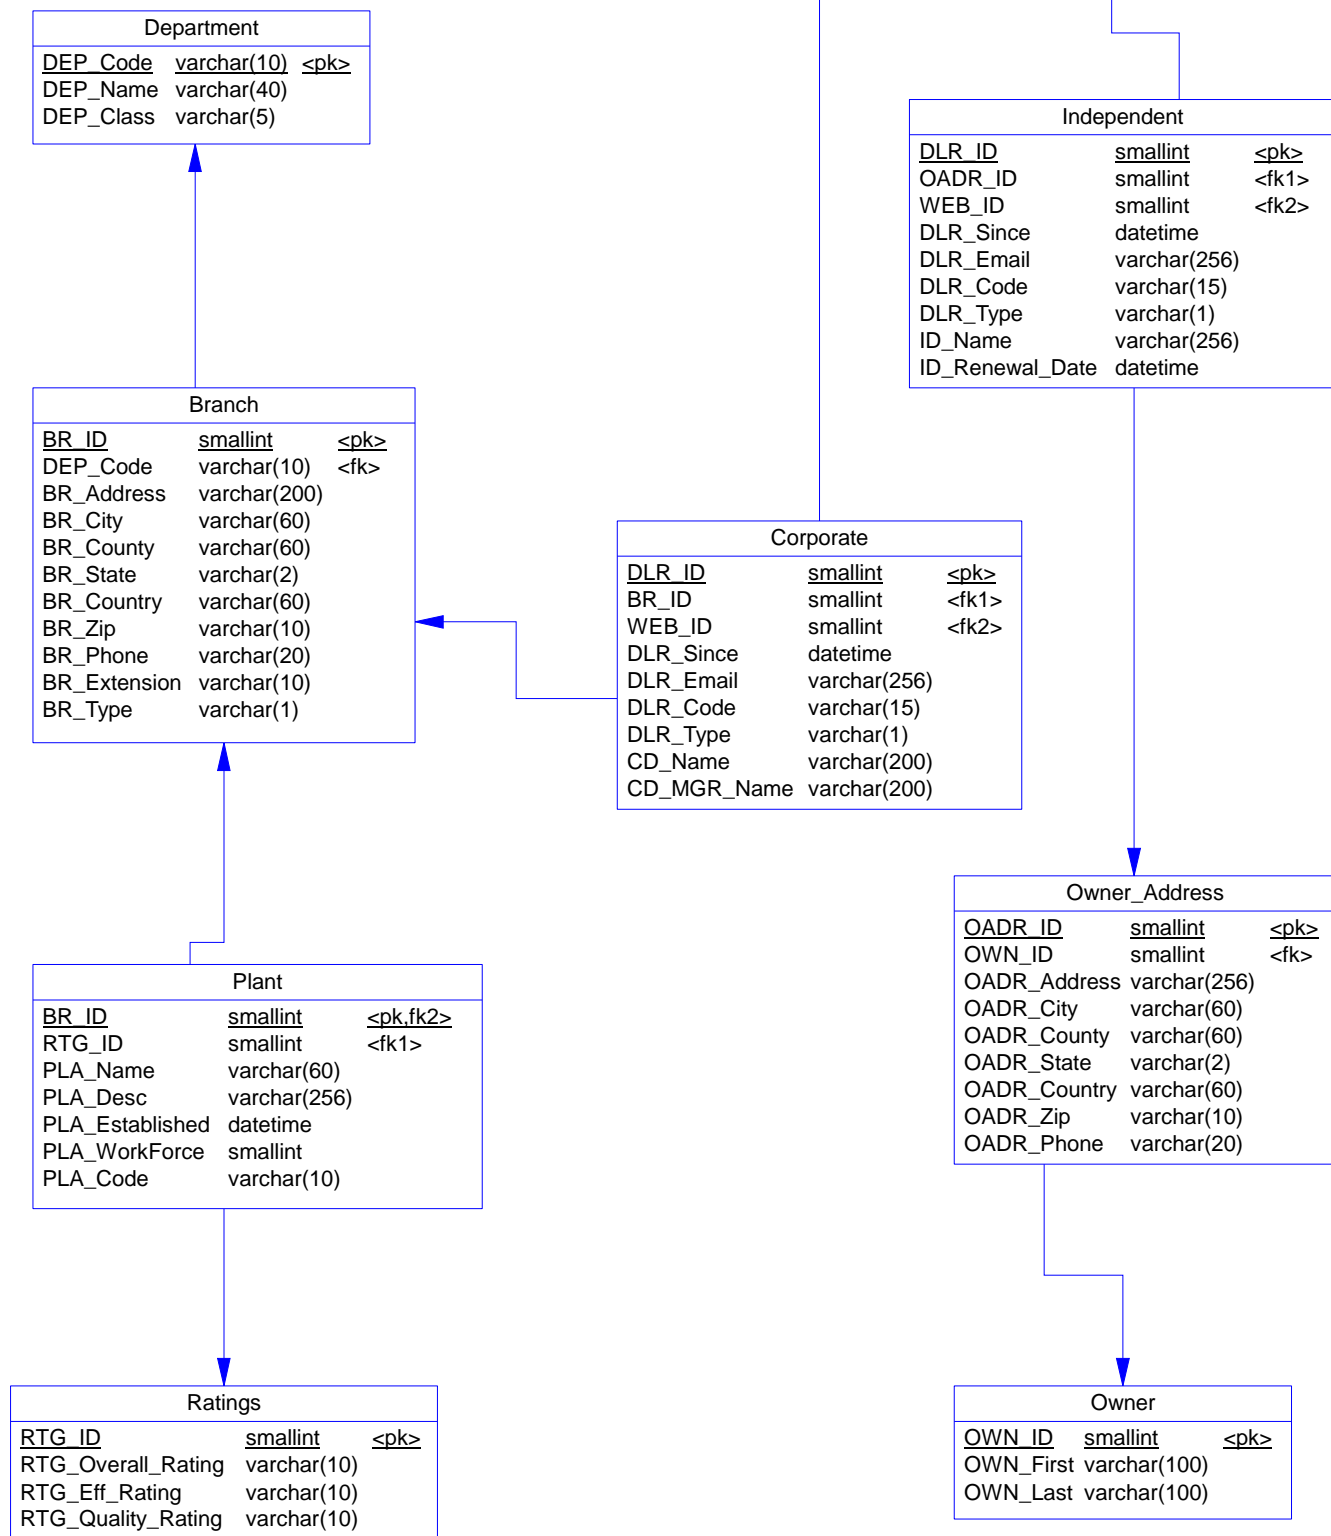 Department
DEP_Code varchar(10) <pk>
DEP_Name varchar(40)
DEP_Class varchar(5)
Independent
DLR_ID smallint <pk>
OADR_ID smallint <fk1>
WEB_ID smallint <fk2>
DLR_Since datetime
DLR_Email varchar(256)
DLR_Code varchar(15)
DLR_Type varchar(1)
ID_Name varchar(256)
ID_Renewal_Date datetime
Branch
BR_ID smallint <pk>
DEP_Code varchar(10) <fk>
BR_Address varchar(200)
BR_City varchar(60)
BR_County varchar(60)
BR_State varchar(2)
BR_Country varchar(60)
BR_Zip varchar(10)
BR_Phone varchar(20)
BR_Extension varchar(10)
BR_Type varchar(1)
Corporate
DLR_ID smallint <pk>
BR_ID smallint <fk1>
WEB_ID smallint <fk2>
DLR_Since datetime
DLR_Email varchar(256)
DLR_Code varchar(15)
DLR_Type varchar(1)
CD_Name varchar(200)
CD_MGR_Name varchar(200)
Owner_Address
OADR_ID smallint <pk>
OWN_ID smallint <fk>
OADR_Address varchar(256)
OADR_City varchar(60)
OADR_County varchar(60)
OADR_State varchar(2)
OADR_Country varchar(60)
OADR_Zip varchar(10)
OADR_Phone varchar(20)
Plant
BR_ID smallint <pk,fk2>
RTG_ID smallint <fk1>
PLA_Name varchar(60)
PLA_Desc varchar(256)
PLA_Established datetime
PLA_WorkForce smallint
PLA_Code varchar(10)
Ratings
RTG_ID smallint <pk>
RTG_Overall_Rating varchar(10)
RTG_Eff_Rating varchar(10)
RTG_Quality_Rating varchar(10)
Owner
OWN_ID smallint <pk>
OWN_First varchar(100)
OWN_Last varchar(100)